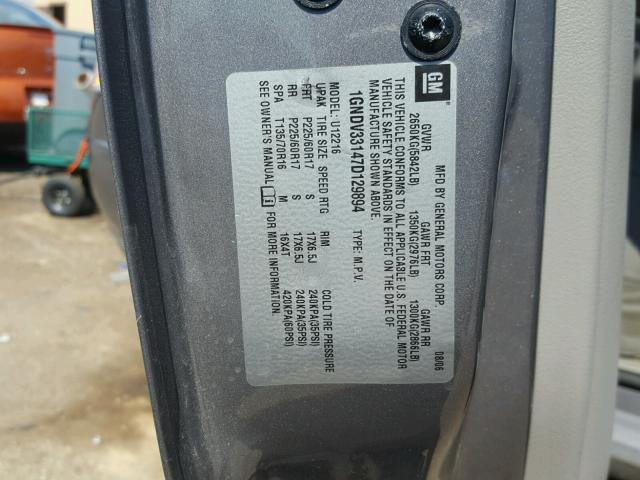 GM
MFD BY GENERAL MOTORS CORP. 08/06
GVWR GAWR FRT GAWR RR
2650KG(5842LB) 1350KG(2976LB) 1300KG(2866LB)
THIS VEHICLE CONFORMS TO ALL APPLICABLE U.S. FEDERAL MOTOR
VEHICLE SAFETY STANDARDS IN EFFECT ON THE DATE OF
MANUFACTURE SHOWN ABOVE.
1GNDV33147D129894 TYPE: M.P.V.
MODEL: U12216
UPAK TIRE SIZE SPEED RTG RIM COLD TIRE PRESSURE
FRT P225/60R17 S 17X6.5J 240KPA(35PSI)
RR P225/60R17 S 17X6.5J 240KPA(35PSI)
SPA T135/70R16 M 16X4T 420KPA(60PSI)
SEE OWNER'S MANUAL FOR MORE INFORMATION.